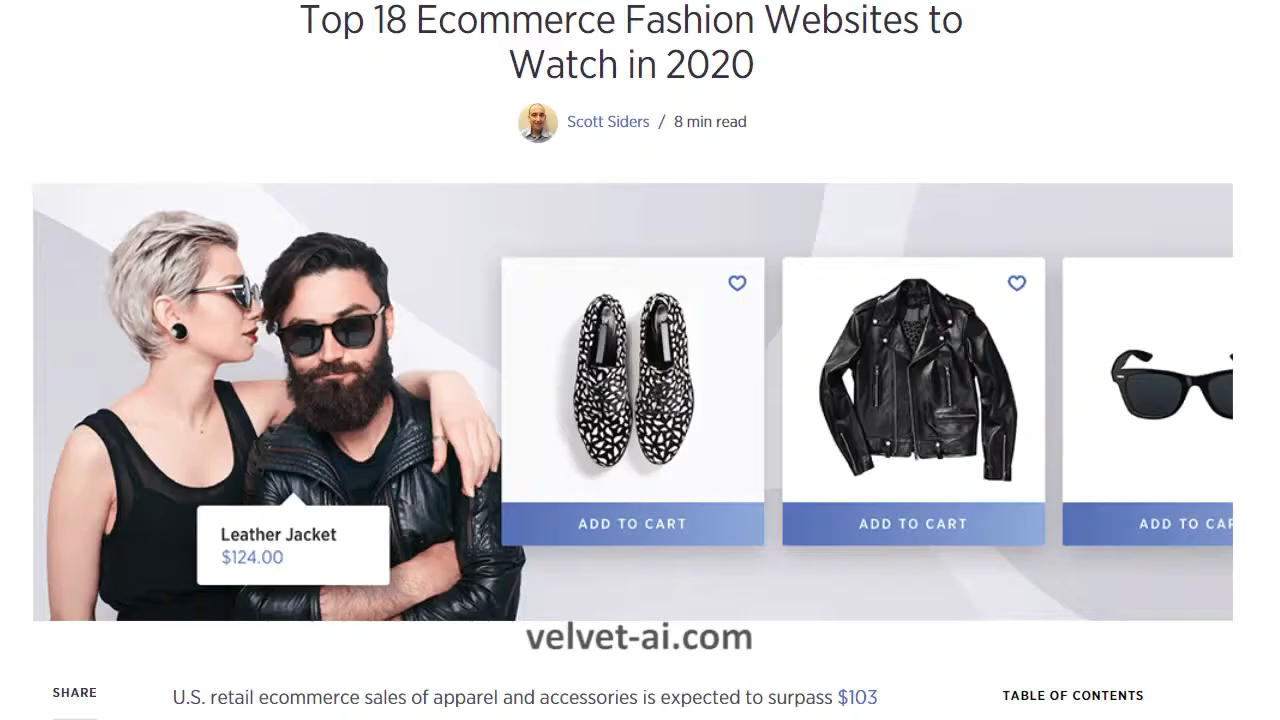 Top 18 Ecommerce Fashion Websites to
Watch in 2020
Scott Siders / 8 min read
Leather Jacket
$124.00
ADD TO CART
ADD TO CART
ADD TO CAR
velvet-ai.com
SHARE
U.S. retail ecommerce sales of apparel and accessories is expected to surpass $103
TABLE OF CONTENTS